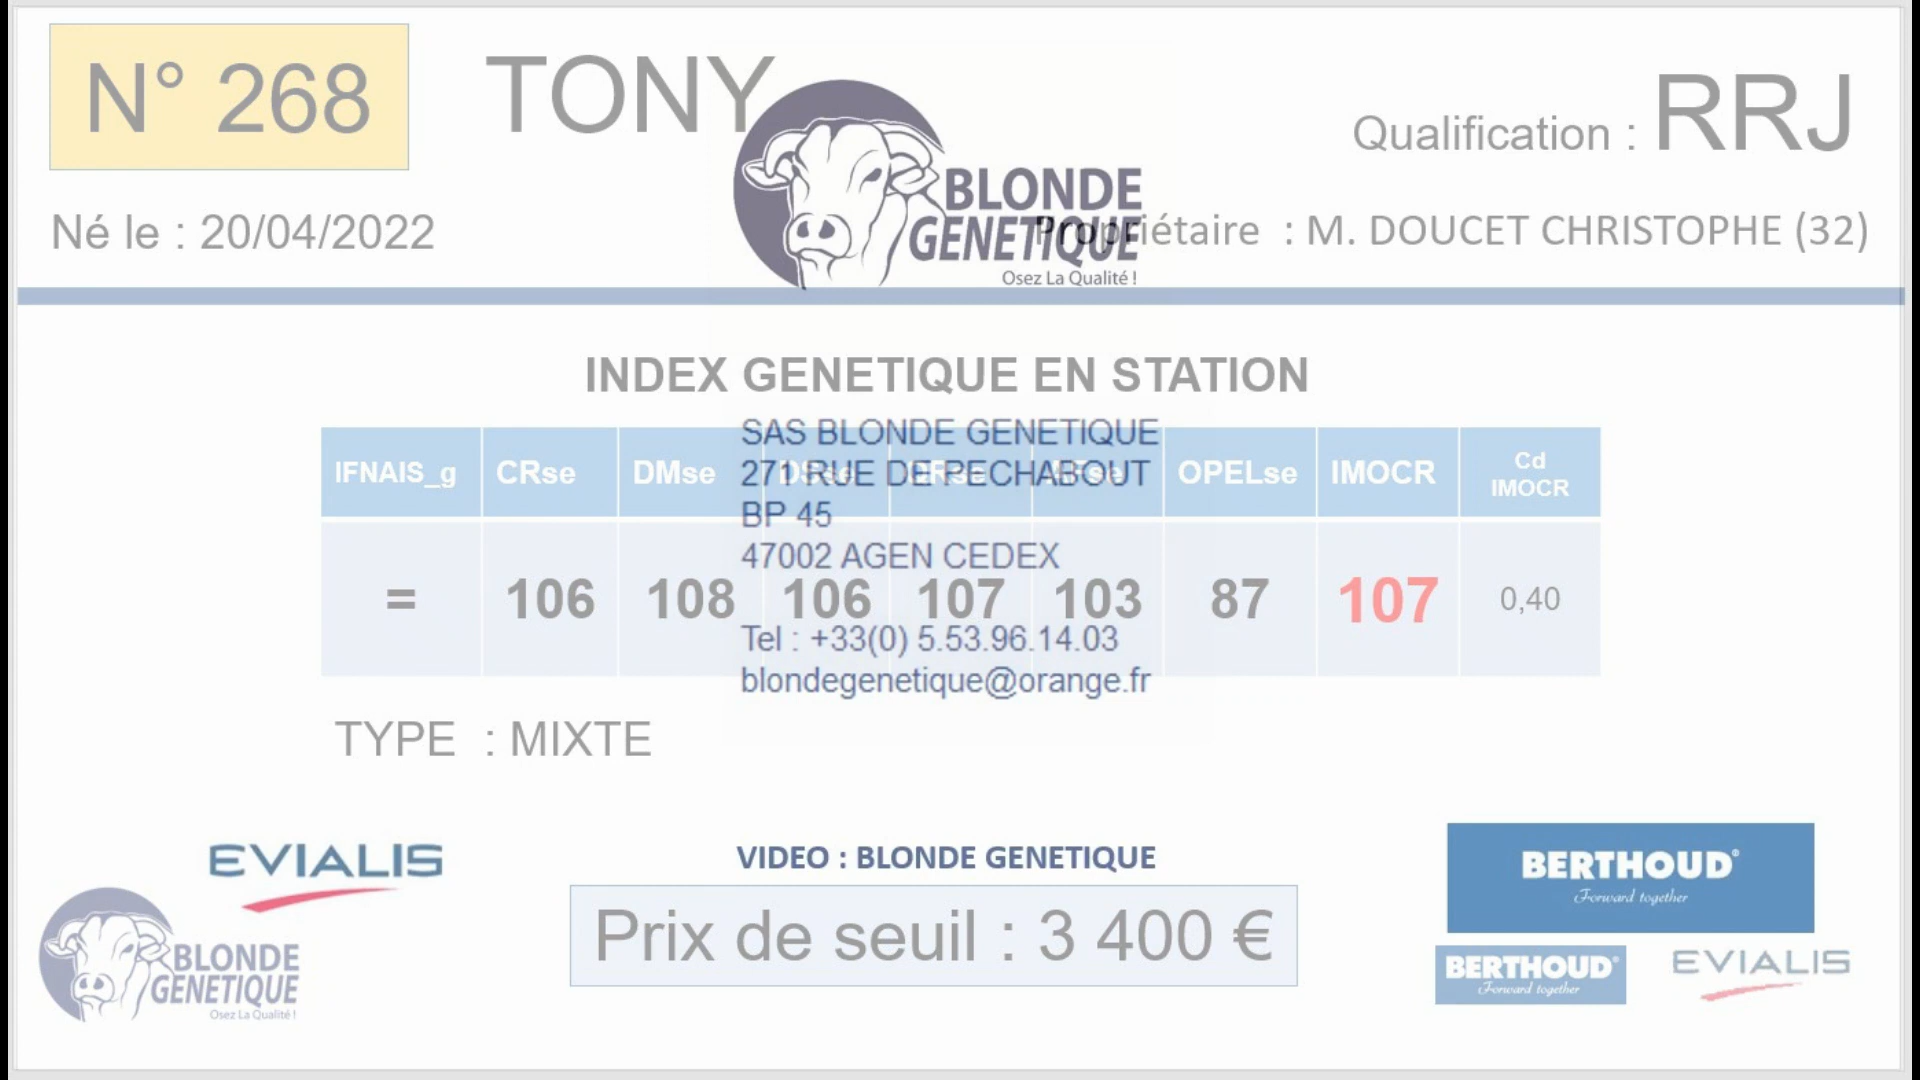 N° 268
TONY
Qualification : RRJ
Né le : 20/04/2022
Propriétaire : M. DOUCET CHRISTOPHE (32)
BLONDE
GENETIQUE
Osez La Qualité !
INDEX GENETIQUE EN STATION
SAS BLONDE GENETIQUE
271 RUE DE PECHABOUT
BP 45
47002 AGEN CEDEX
Tel : +33(0) 5.53.96.14.03
blondegenetique@orange.fr
IFNAIS_g CRse DMse DSse ORse OPELse IMOCR Cd IMOCR
= 106 108 106 107 103 87 107 0,40
TYPE : MIXTE
EVIALIS
VIDEO : BLONDE GENETIQUE
BERTHOUD®
Forward together
Prix de seuil : 3 400 €
BLONDE
GENETIQUE
Osez La Qualité !
BERTHOUD®
Forward together
EVIALIS